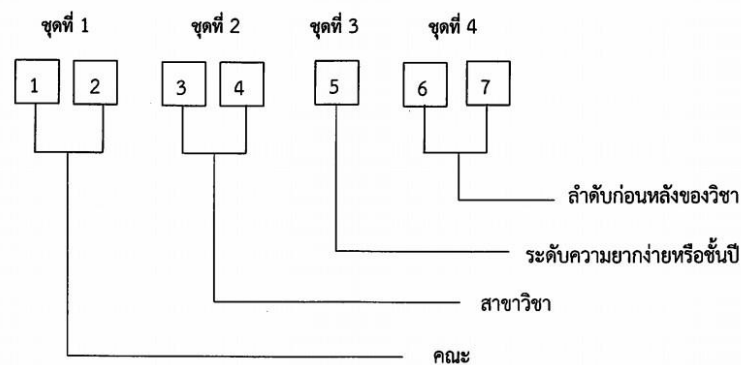 ชุดที่ 1 ชุดที่ 2 ชุดที่ 3 ชุดที่ 4
1 2 3 4 5 6 7
ลำดับก่อนหลังของวิชา
ระดับความยากง่ายหรือชั้นปี
สาขาวิชา
คณะ